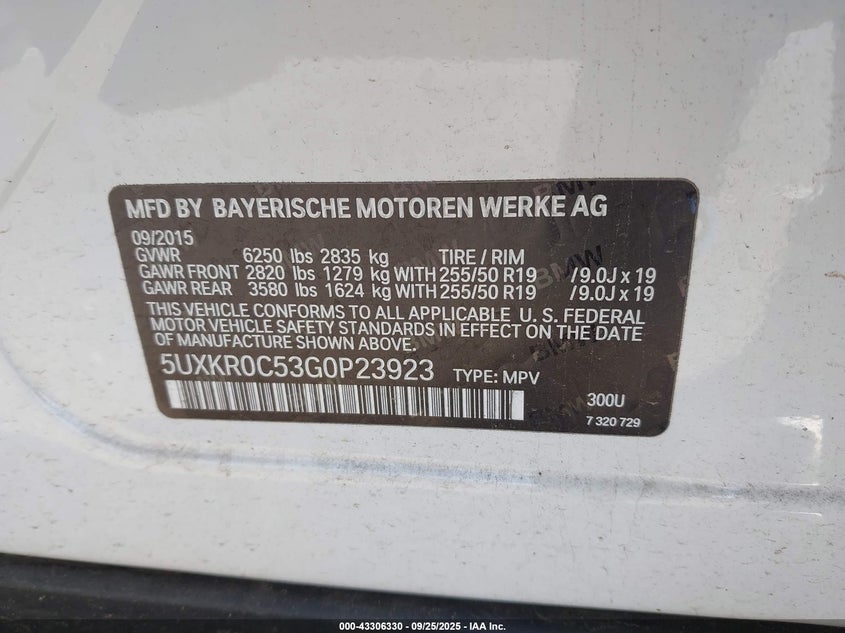 MFD BY BAYERISCHE MOTOREN WERKE AG
09/2015
GVWR 6250 lbs 2835 kg TIRE / RIM
GAWR FRONT 2820 lbs 1279 kg WITH 255/50 R19 /9.0J x 19
GAWR REAR 3580 lbs 1624 kg WITH 255/50 R19 /9.0J x 19
THIS VEHICLE CONFORMS TO ALL APPLICABLE U. S. FEDERAL
MOTOR VEHICLE SAFETY STANDARDS IN EFFECT ON THE DATE
OF MANUFACTURE SHOWN ABOVE.
5UXKR0C53G0P23923 TYPE: MPV
300U
7 320 729
000-43306330 - 09/25/2025 - IAA Inc.